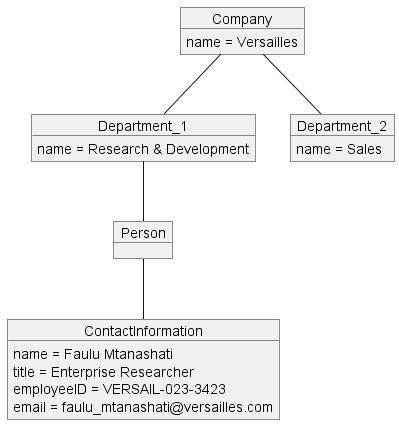 Company
name = Versailles
Department_1
name = Research & Development
Department_2
name = Sales
Person
ContactInformation
name = Faulu Mtanashati
title = Enterprise Researcher
employeeID = VERSAIL-023-3423
email = faulu_mtanashati@versailles.com